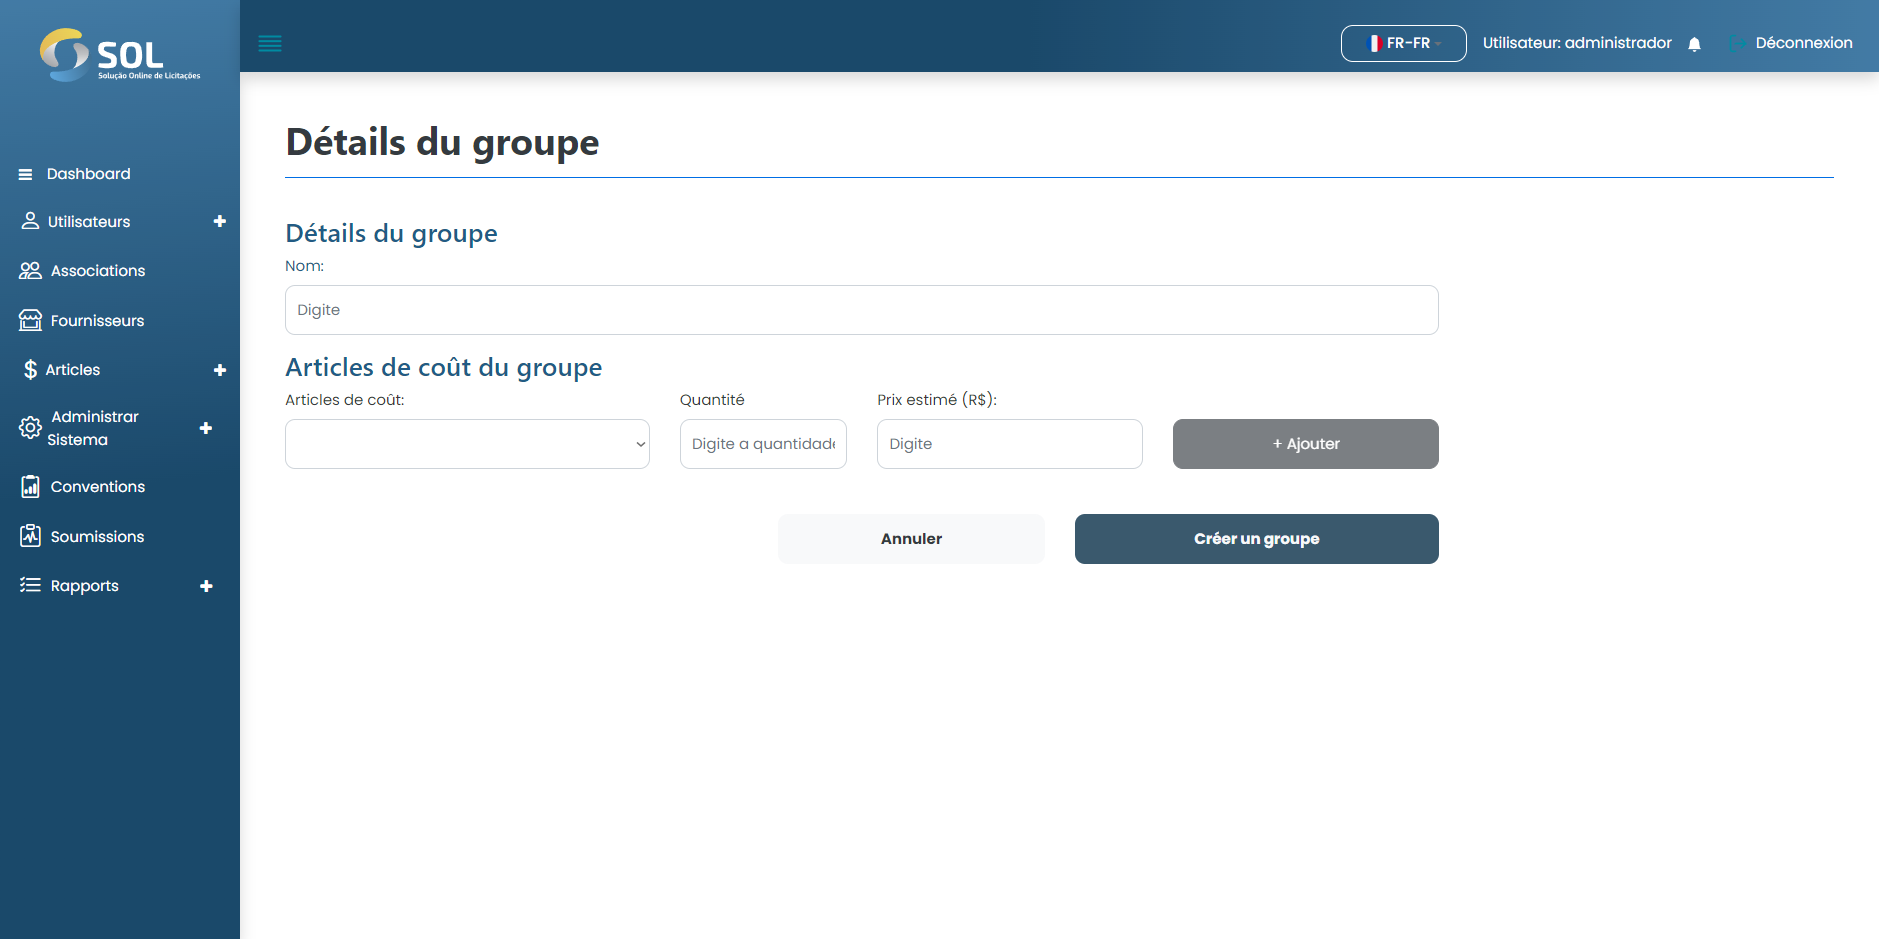 SOL
Solução Online de Licitações
FR-FR
Utilisateur: administrador
Déconnexion
Dashboard
Utilisateurs
Associations
Fournisseurs
Articles
Administrar
Sistema
Conventions
Soumissions
Rapports
Détails du groupe
Détails du groupe
Nom:
Digite
Articles de coût du groupe
Articles de coût:
Quantité
Prix estimé (R$):
Digite a quantidade
Digite
+ Ajouter
Annuler
Créer un groupe